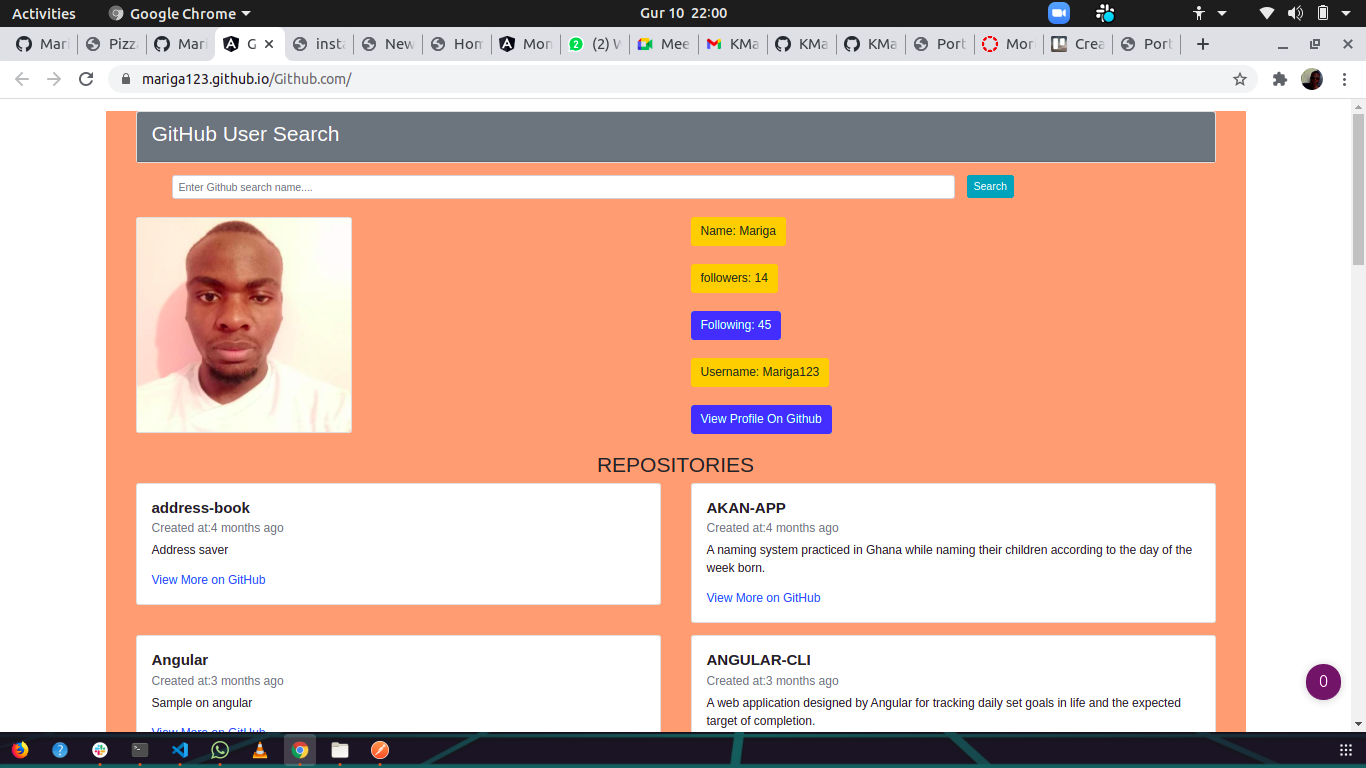 Activities
Google Chrome
Gur 10 22:00
Mari
Pizz
Mari
G
inst
New
Hom
Mon
(2) W
Mee
KMa
KMa
KMa
Port
Mor
Crea
Port
mariga123.github.io/Github.com/
GitHub User Search
Enter Github search name....
Search
Name: Mariga
followers: 14
Following: 45
Username: Mariga123
View Profile On Github
REPOSITORIES
address-book
Created at:4 months ago
Address saver
View More on GitHub
AKAN-APP
Created at:4 months ago
A naming system practiced in Ghana while naming their children according to the day of the
week born.
View More on GitHub
Angular
Created at:3 months ago
Sample on angular
View More on GitHub
ANGULAR-CLI
Created at:3 months ago
A web application designed by Angular for tracking daily set goals in life and the expected
target of completion.
0